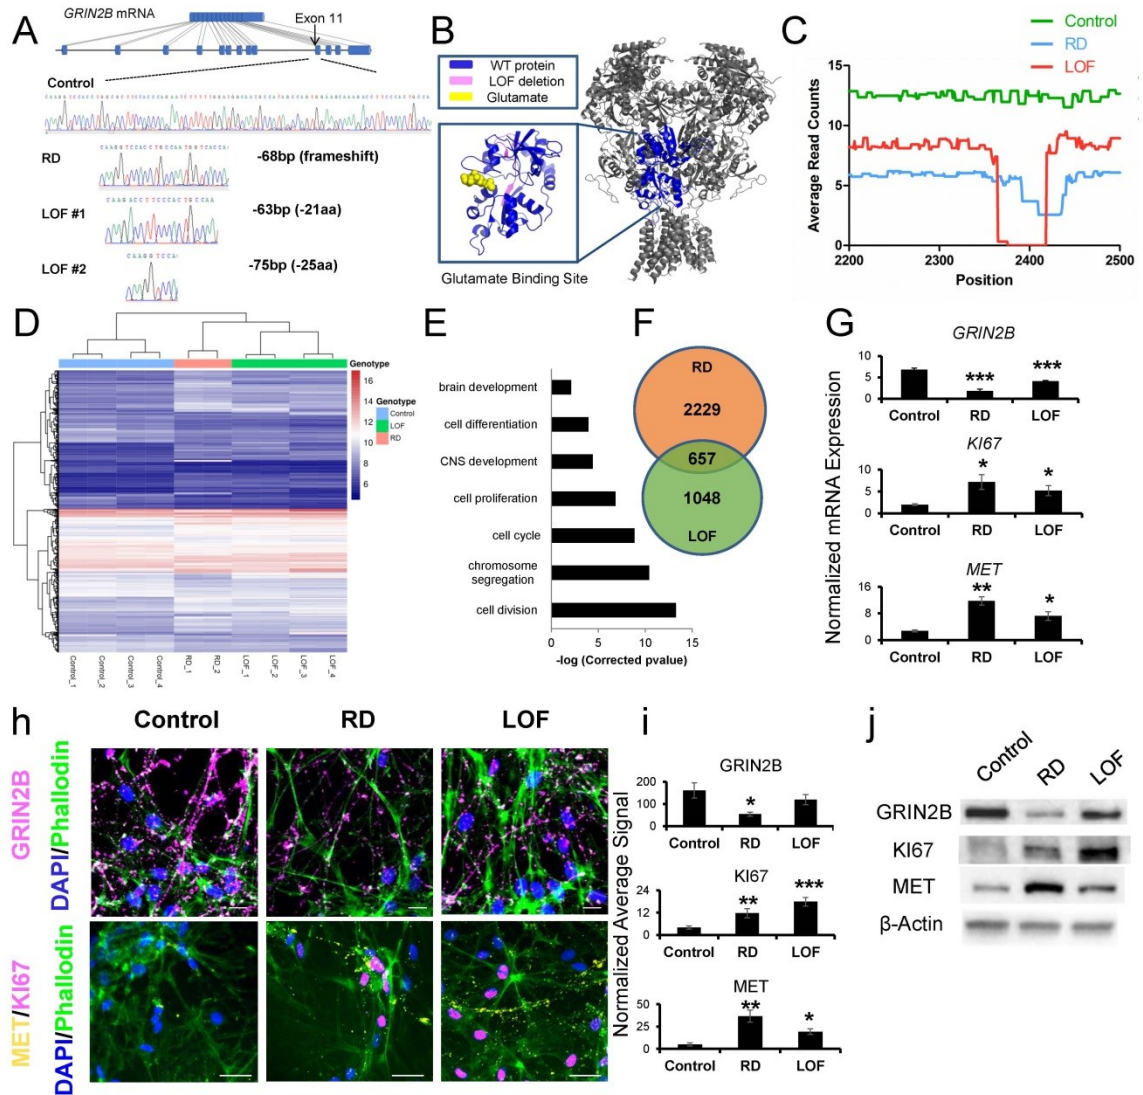 A
GRIN2B mRNA
Exon 11
Control
RD
CAAGGTCCACCTGCCAATGGTCACCA
-68bp (frameshift)
LOF #1
CAAGACCTTCCCACTGCCAA
-63bp (-21aa)
LOF #2
CAAGGTCCA
-75bp (-25aa)
B
WT protein
LOF deletion
Glutamate
Glutamate Binding Site
C
Control
RD
LOF
Average Read Counts
15
10
5
0
2200
2300
2400
2500
Position
D
Genotype
16
14
12
10
8
6
Genotype
Control
LOF
RD
Control_1
Control_2
Control_3
Control_4
RD_1
RD_2
LOF_1
LOF_2
LOF_3
LOF_4
E
brain development
cell differentiation
CNS development
cell proliferation
cell cycle
chromosome
segregation
cell division
0
5
10
15
-log (Corrected pvalue)
F
RD
2229
657
1048
LOF
G
Normalized mRNA Expression
GRIN2B
10
5
0
***
***
Control
RD
LOF
KI67
10
5
0
*
*
Control
RD
LOF
MET
16
8
0
**
*
Control
RD
LOF
h
Control
RD
LOF
GRIN2B
DAPI/Phallodin
MET/KI67
DAPI/Phallodin
i
Normalized Average Signal
GRIN2B
200
100
0
*
Control
RD
LOF
KI67
24
12
0
**
***
Control
RD
LOF
MET
50
25
0
**
*
Control
RD
LOF
j
Control
RD
LOF
GRIN2B
KI67
MET
β-Actin